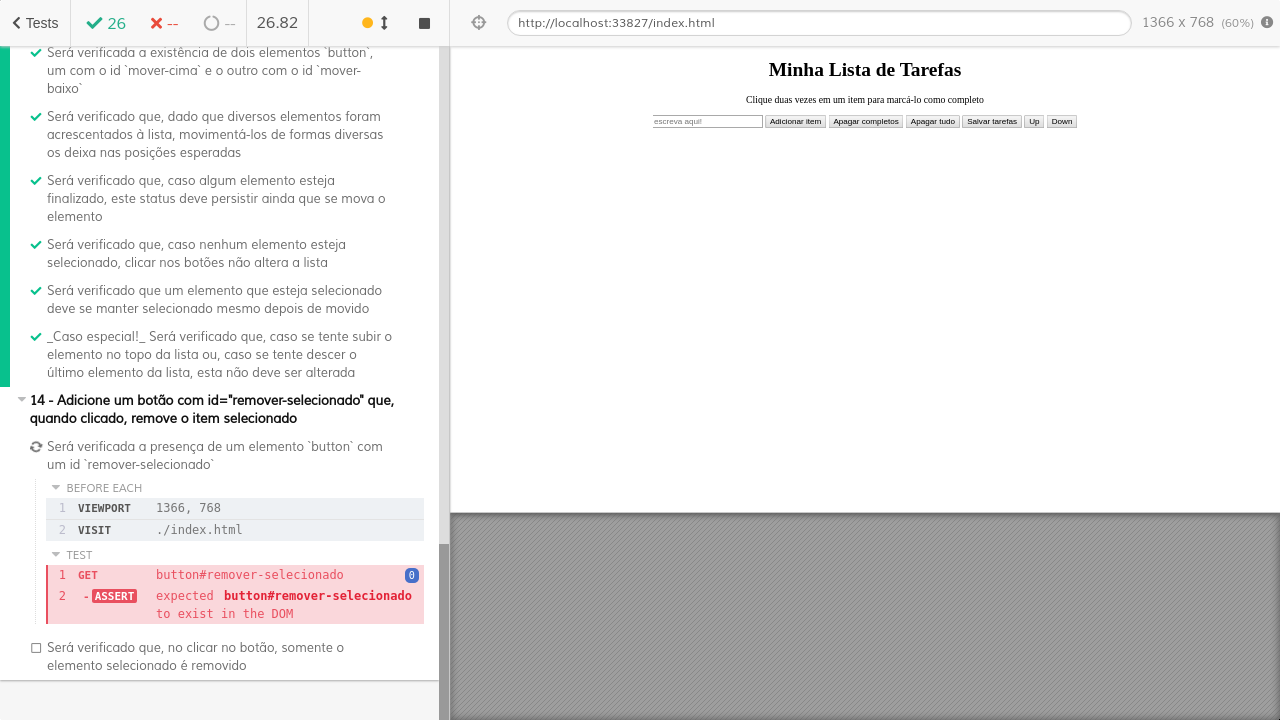 Tests
26
--
--
26.82
http://localhost:33827/index.html
1366 x 768 (60%)
Será verificada a existência de dois elementos `button`,
um com o id `mover-cima` e o outro com o id `mover-
baixo`
Será verificado que, dado que diversos elementos foram
acrescentados à lista, movimentá-los de formas diversas
os deixa nas posições esperadas
Será verificado que, caso algum elemento esteja
finalizado, este status deve persistir ainda que se mova o
elemento
Será verificado que, caso nenhum elemento esteja
selecionado, clicar nos botões não altera a lista
Será verificado que um elemento que esteja selecionado
deve se manter selecionado mesmo depois de movido
_Caso especial!_ Será verificado que, caso se tente subir o
elemento no topo da lista ou, caso se tente descer o
último elemento da lista, esta não deve ser alterada
14 - Adicione um botão com id="remover-selecionado" que,
quando clicado, remove o item selecionado
Será verificada a presença de um elemento `button` com
um id `remover-selecionado`
BEFORE EACH
1 VIEWPORT 1366, 768
2 VISIT ./index.html
TEST
1 GET button#remover-selecionado 0
2 -ASSERT expected button#remover-selecionado
to exist in the DOM
Será verificado que, no clicar no botão, somente o
elemento selecionado é removido
Minha Lista de Tarefas
Clique duas vezes em um item para marcá-lo como completo
escreva aqui! Adicionar item Apagar completos Apagar tudo Salvar tarefas Up Down